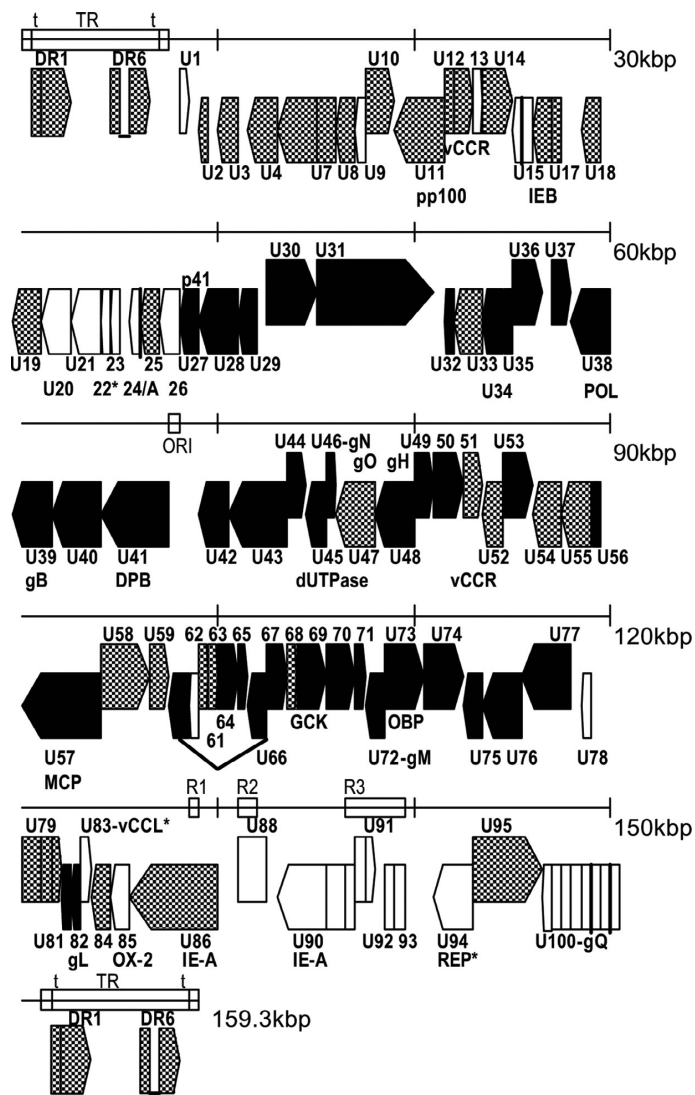 t TR t
DR1 DR6 U1 U10 U12 13 U14 30kbp
vCCR
U2 U3 U4 U7 U8 U9 U11 U15 U17 U18
pp100 IEB
60kbp
U30 U31 U36 U37
p41
U19 U21 23 25 U27 U28 U29 U32 U33 U35 U38
U20 22* 24/A 26 U34 POL
ORI U44 U46-gN U49 50 51 U53 90kbp
gO gH
U39 U40 U41 U42 U43 U45 U47 U48 U52 U54 U55 U56
gB DPB dUTPase vCCR
U58 U59 62 63 65 67 68 69 70 71 U73 U74 U77 120kbp
64 GCK OBP
61
U57 U66 U72-gM U75 U76 U78
MCP
R1 R2 R3
U79 U83-vCCL* U88 U91 U95 150kbp
U81 82 84 85 U86 U90 U92 93 U94 U100-gQ
gL OX-2 IE-A IE-A REP*
t TR t
DR1 DR6 159.3kbp